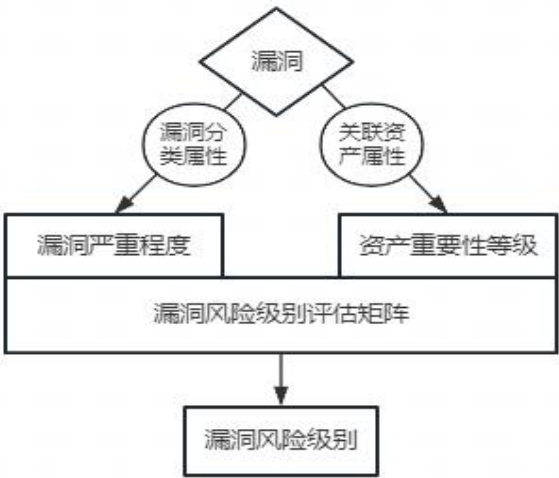 漏洞
漏洞分
类属性
关联资
产属性
漏洞严重程度
资产重要性等级
漏洞风险级别评估矩阵
漏洞风险级别